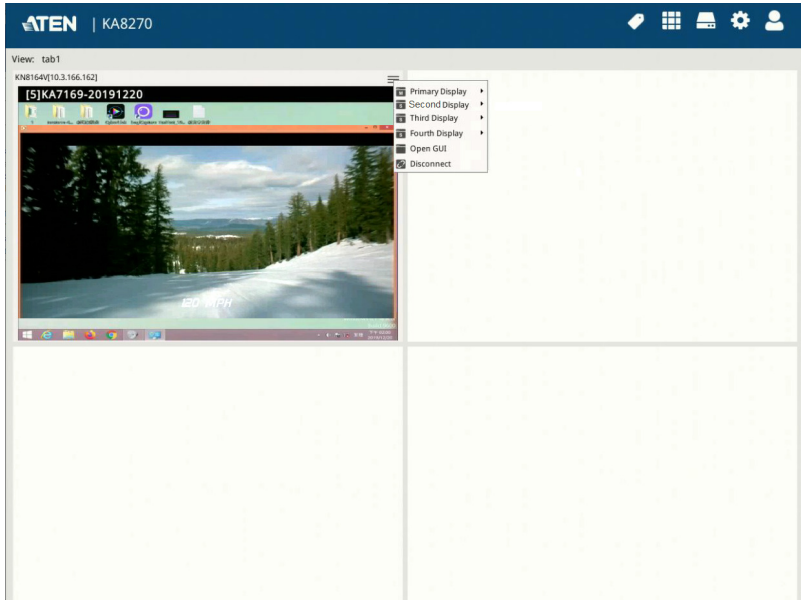 ATEN | KA8270
View: tab1
KN8164V[10.3.166.162]
[5]KA7169-20191220
Primary Display
Second Display
Third Display
Fourth Display
Open GUI
Disconnect
120 MPH